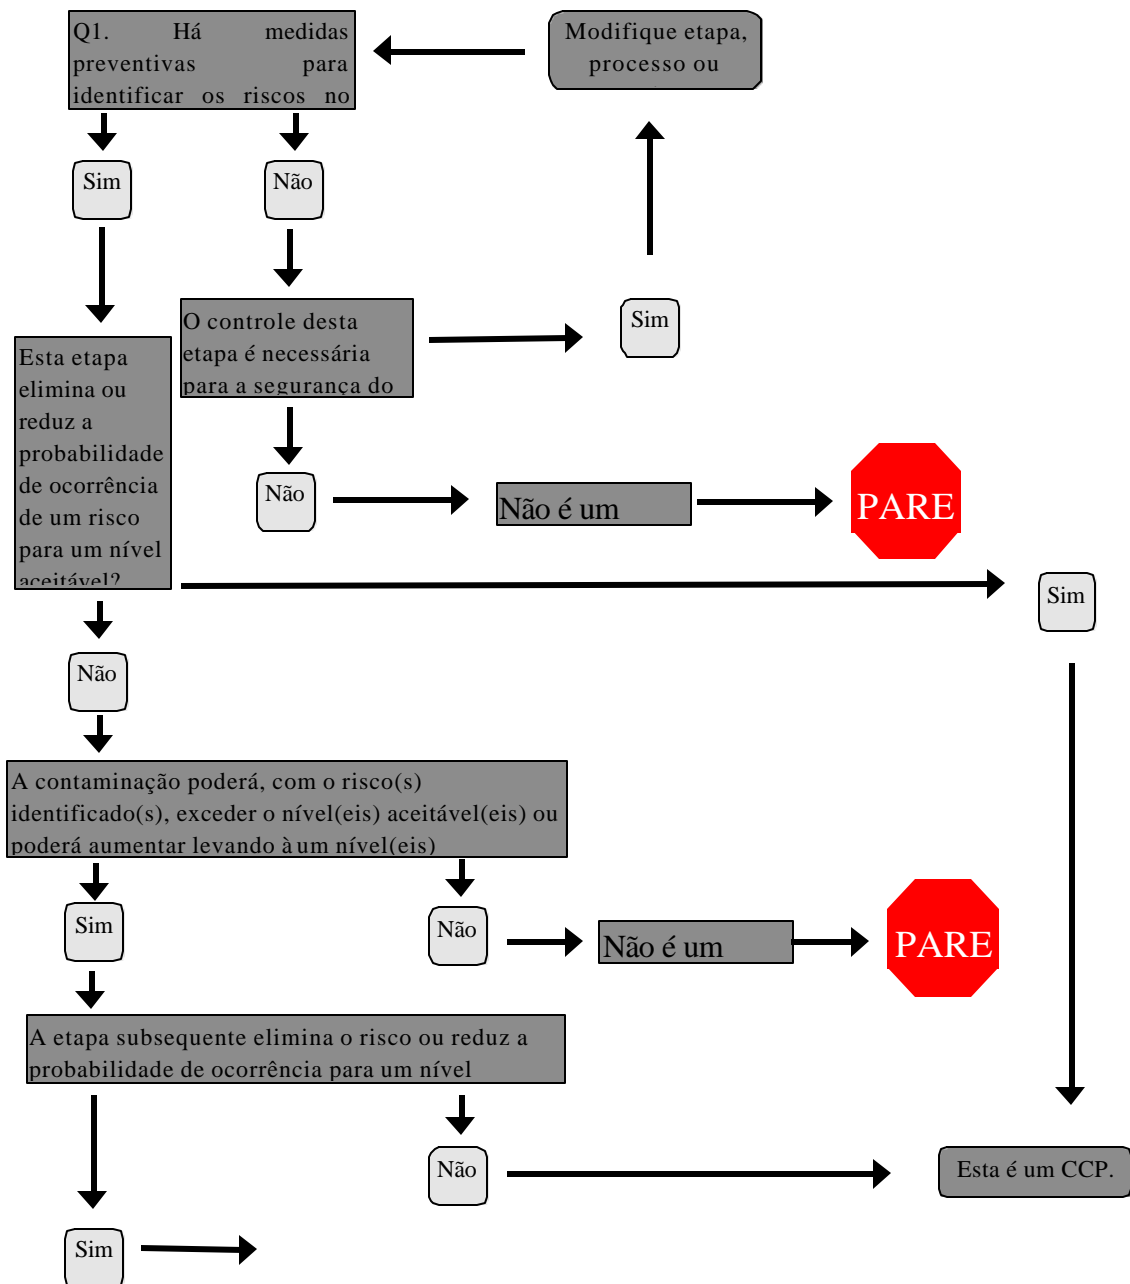 Q1. Há medidas
preventivas para
identificar os riscos no
Modifique etapa,
processo ou
Sim
Não
O controle desta
etapa é necessária
para a segurança do
Sim
Esta etapa
elimina ou
reduz a
probabilidade
de ocorrência
de um risco
para um nível
aceitável?
Não
Não é um
PARE
Sim
Não
A contaminação poderá, com o risco(s)
identificado(s), exceder o nível(eis) aceitável(eis) ou
poderá aumentar levando à um nível(eis)
Sim
Não
Não é um
PARE
A etapa subsequente elimina o risco ou reduz a
probabilidade de ocorrência para um nível
Não
Esta é um CCP.
Sim